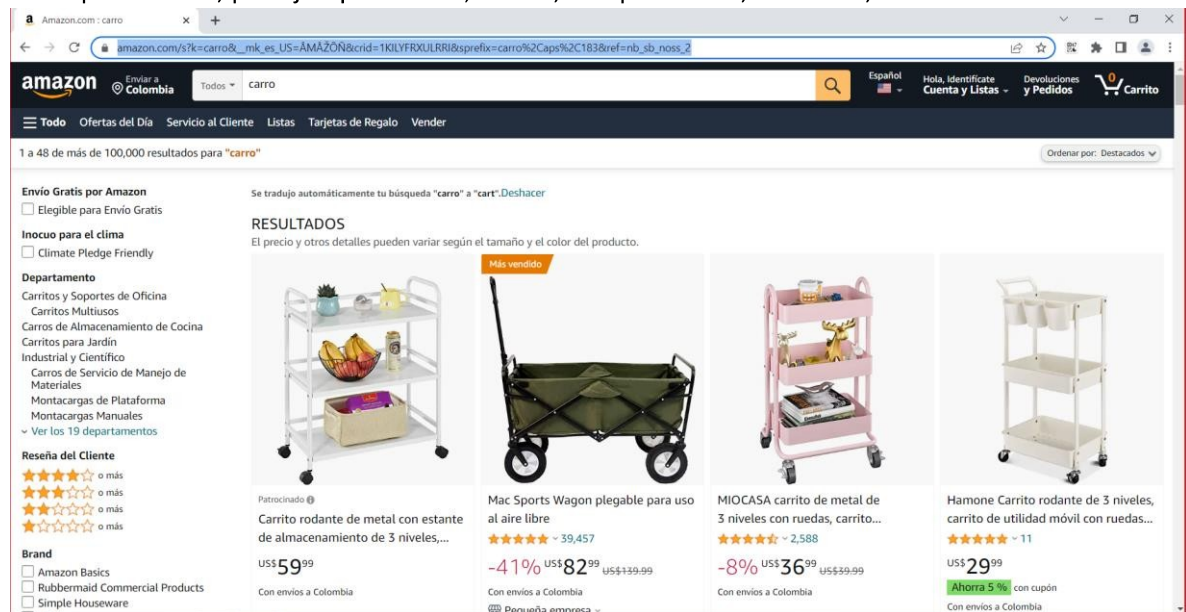 Amazon.com : carro
amazon.com/s?k=carro&__mk_es_US=ÅMÅŽÕÑ&crid=1KILYFRXULRRI&sprefix=carro%2Caps%2C183&ref=nb_sb_noss_2
amazon
Enviar a
Colombia
Todos
carro
Español
Hola, Identifícate
Cuenta y Listas
Devoluciones
y Pedidos
0
Carrito
Todo Ofertas del Día Servicio al Cliente Listas Tarjetas de Regalo Vender
1 a 48 de más de 100,000 resultados para "carro"
Ordenar por: Destacados
Envío Gratis por Amazon
Elegible para Envío Gratis
Inocuo para el clima
Climate Pledge Friendly
Departamento
Carritos y Soportes de Oficina
Carritos Multiusos
Carros de Almacenamiento de Cocina
Carritos para Jardín
Industrial y Científico
Carros de Servicio de Manejo de
Materiales
Montacargas de Plataforma
Montacargas Manuales
Ver los 19 departamentos
Reseña del Cliente
o más
o más
o más
o más
Brand
Amazon Basics
Rubbermaid Commercial Products
Simple Houseware
Se tradujo automáticamente tu búsqueda "carro" a "cart".Deshacer
RESULTADOS
El precio y otros detalles pueden variar según el tamaño y el color del producto.
Patrocinado
Carrito rodante de metal con estante
de almacenamiento de 3 niveles,...
US$59⁹⁹
Con envíos a Colombia
Más vendido
Mac Sports Wagon plegable para uso
al aire libre
39,457
-41% US$82⁹⁹ US$139.99
Con envíos a Colombia
Pequeña empresa
MIOCASA carrito de metal de
3 niveles con ruedas, carrito...
2,588
-8% US$36⁹⁹ US$39.99
Con envíos a Colombia
Hamone Carrito rodante de 3 niveles,
carrito de utilidad móvil con ruedas...
11
US$29⁹⁹
Ahorra 5 % con cupón
Con envíos a Colombia